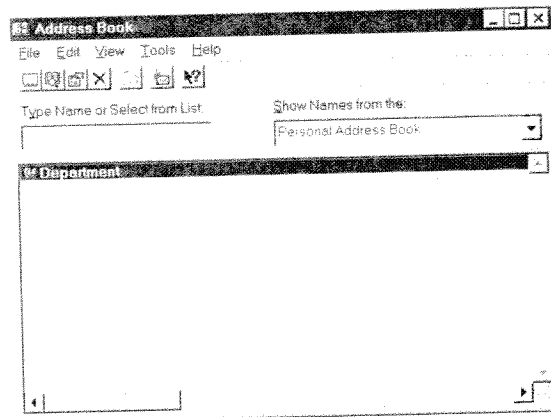 Address Book
File Edit View Tools Help
Type Name or Select from List:
Show Names from the:
Personal Address Book
Department